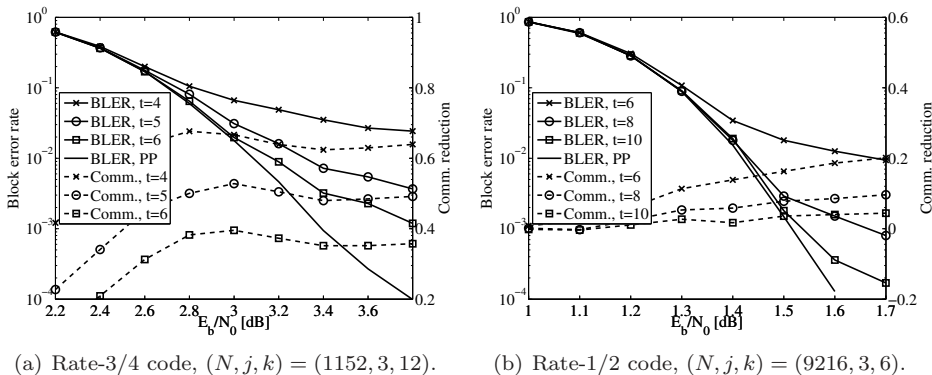 10^0
10^-1
10^-2
10^-3
10^-4
Block error rate
BLER, t=4
BLER, t=5
BLER, t=6
BLER, PP
Comm., t=4
Comm., t=5
Comm., t=6
1
0.8
0.6
0.4
0.2
Comm. reduction
2.2 2.4 2.6 2.8 3 3.2 3.4 3.6
E_b/N_0 [dB]
(a) Rate-3/4 code, (N, j, k) = (1152, 3, 12).
10^0
10^-1
10^-2
10^-3
10^-4
Block error rate
BLER, t=6
BLER, t=8
BLER, t=10
BLER, PP
Comm., t=6
Comm., t=8
Comm., t=10
0.6
0.4
0.2
0
−0.2
Comm. reduction
1 1.1 1.2 1.3 1.4 1.5 1.6 1.7
E_b/N_0 [dB]
(b) Rate-1/2 code, (N, j, k) = (9216, 3, 6).